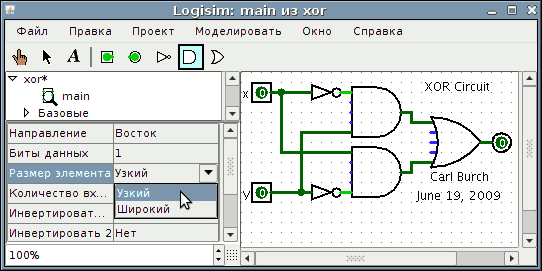 Logisim: main из xor
Файл Правка Проект Моделировать Окно Справка
A
xor*
main
Базовые
Направление Восток
Биты данных 1
Размер элемента Узкий
Количество вх...
Узкий
Инвертироват...
Широкий
Инвертировать 2 Нет
100%
x 0
XOR Circuit
0
Carl Burch
y 0
June 19, 2009